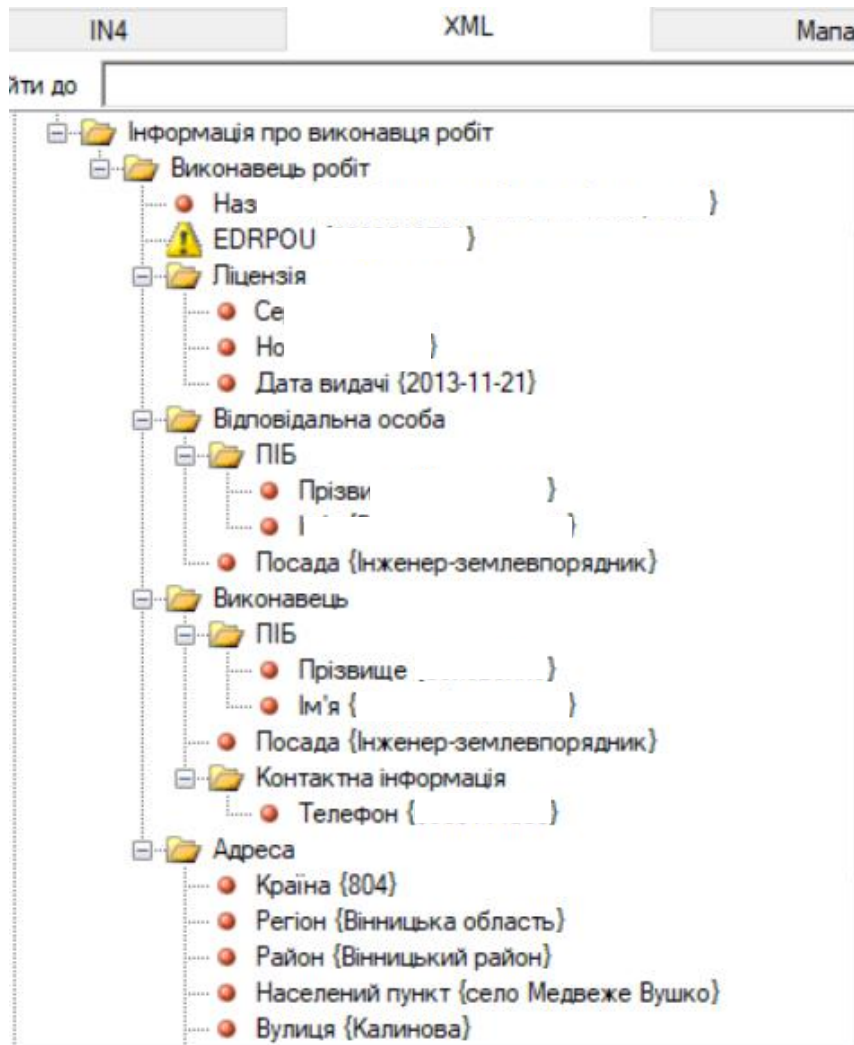 IN4 XML Мапа
йти до
Інформація про виконавця робіт
Виконавець робіт
Наз }
EDRPOU }
Ліцензія
Се
Но }
Дата видачі {2013-11-21}
Відповідальна особа
ПІБ
Прізви }
}
Посада {Інженер-землевпорядник}
Виконавець
ПІБ
Прізвище }
Ім'я { }
Посада {Інженер-землевпорядник}
Контактна інформація
Телефон { }
Адреса
Країна {804}
Регіон {Вінницька область}
Район {Вінницький район}
Населений пункт {село Медвеже Вушко}
Вулиця {Калинова}